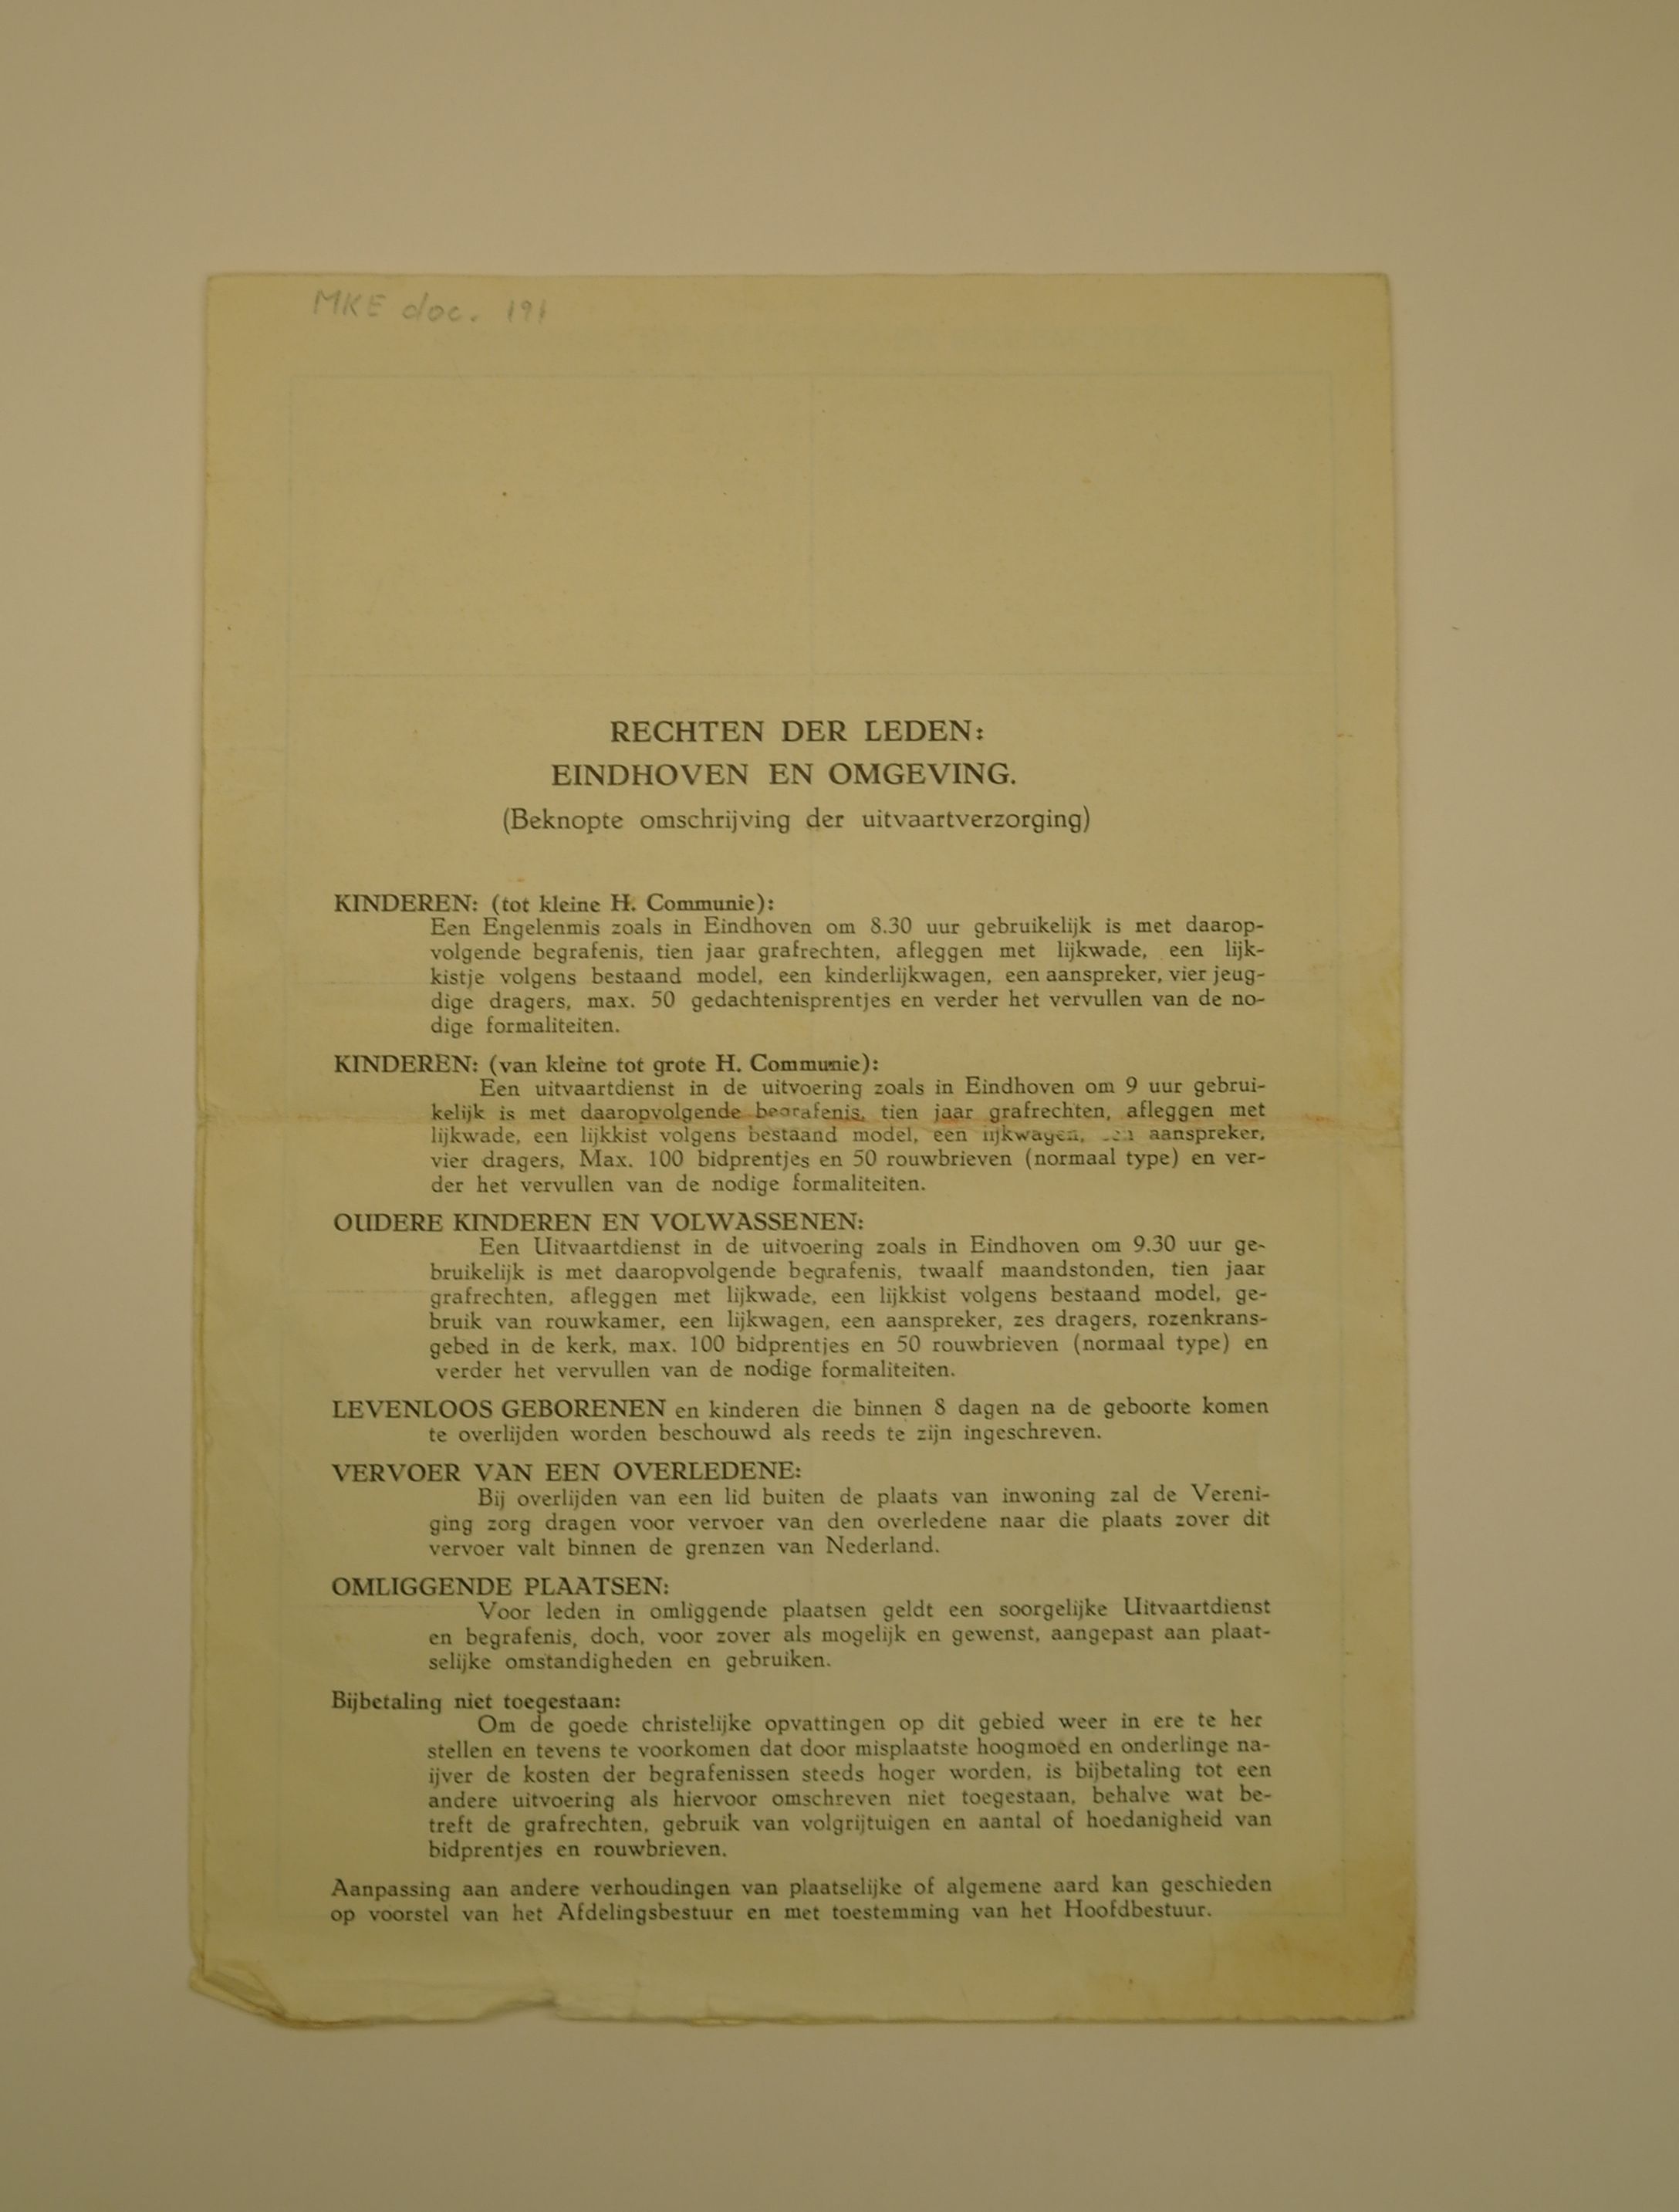 MKE doc. 191
RECHTEN DER LEDEN:
EINDHOVEN EN OMGEVING.
(Beknopte omschrijving der uitvaartverzorging)
KINDEREN: (tot kleine H. Communie):
Een Engelenmis zoals in Eindhoven om 8.30 uur gebruikelijk is met daarop-
volgende begrafenis, tien jaar grafrechten, afleggen met lijkwade, een lijk-
kistje volgens bestaand model, een kinderlijkwagen, een aanspreker, vier jeug-
dige dragers, max. 50 gedachtenisprentjes en verder het vervullen van de no-
dige formaliteiten.
KINDEREN: (van kleine tot grote H. Communie):
Een uitvaartdienst in de uitvoering zoals in Eindhoven om 9 uur gebrui-
kelijk is met daaropvolgende begrafenis, tien jaar grafrechten, afleggen met
lijkwade, een lijkkist volgens bestaand model, een lijkwagen, een aanspreker,
vier dragers, Max. 100 bidprentjes en 50 rouwbrieven (normaal type) en ver-
der het vervullen van de nodige formaliteiten.
OUDERE KINDEREN EN VOLWASSENEN:
Een Uitvaartdienst in de uitvoering zoals in Eindhoven om 9.30 uur ge-
bruikelijk is met daaropvolgende begrafenis, twaalf maandstonden, tien jaar
grafrechten, afleggen met lijkwade, een lijkkist volgens bestaand model, ge-
bruik van rouwkamer, een lijkwagen, een aanspreker, zes dragers, rozenkrans-
gebed in de kerk, max. 100 bidprentjes en 50 rouwbrieven (normaal type) en
verder het vervullen van de nodige formaliteiten.
LEVENLOOS GEBORENEN en kinderen die binnen 8 dagen na de geboorte komen
te overlijden worden beschouwd als reeds te zijn ingeschreven.
VERVOER VAN EEN OVERLEDENE:
Bij overlijden van een lid buiten de plaats van inwoning zal de Vereni-
ging zorg dragen voor vervoer van den overledene naar die plaats zover dit
vervoer valt binnen de grenzen van Nederland.
OMLIGGENDE PLAATSEN:
Voor leden in omliggende plaatsen geldt een soorgelijke Uitvaartdienst
en begrafenis, doch, voor zover als mogelijk en gewenst, aangepast aan plaat-
selijke omstandigheden en gebruiken.
Bijbetaling niet toegestaan:
Om de goede christelijke opvattingen op dit gebied weer in ere te her
stellen en tevens te voorkomen dat door misplaatste hoogmoed en onderlinge na-
ijver de kosten der begrafenissen steeds hoger worden, is bijbetaling tot een
andere uitvoering als hiervoor omschreven niet toegestaan, behalve wat be-
treft de grafrechten, gebruik van volgrijtuigen en aantal of hoedanigheid van
bidprentjes en rouwbrieven.
Aanpassing aan andere verhoudingen van plaatselijke of algemene aard kan geschieden
op voorstel van het Afdelingsbestuur en met toestemming van het Hoofdbestuur.